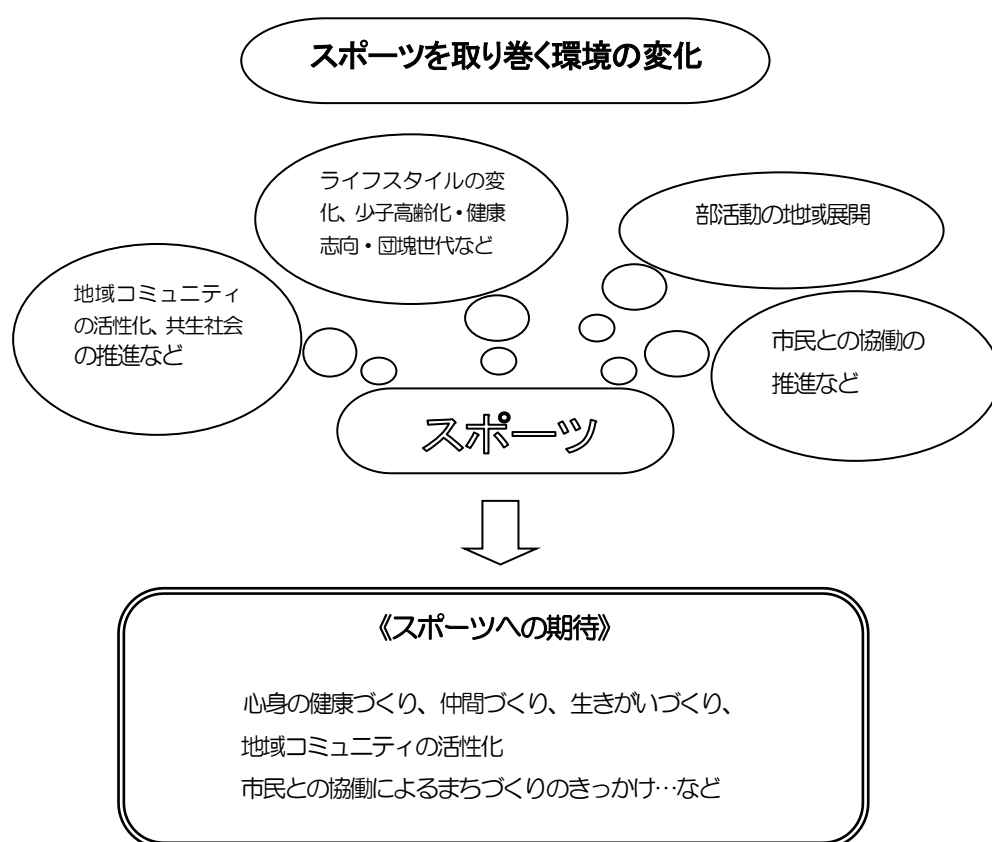 スポーツを取り巻く環境の変化
ライフスタイルの変
化、少子高齢化・健康
志向・団塊世代など
部活動の地域展開
地域コミュニティ
の活性化、共生社会
の推進など
市民との協働の
推進など
スポーツ
《スポーツへの期待》
心身の健康づくり、仲間づくり、生きがいづくり、
地域コミュニティの活性化
市民との協働によるまちづくりのきっかけ…など